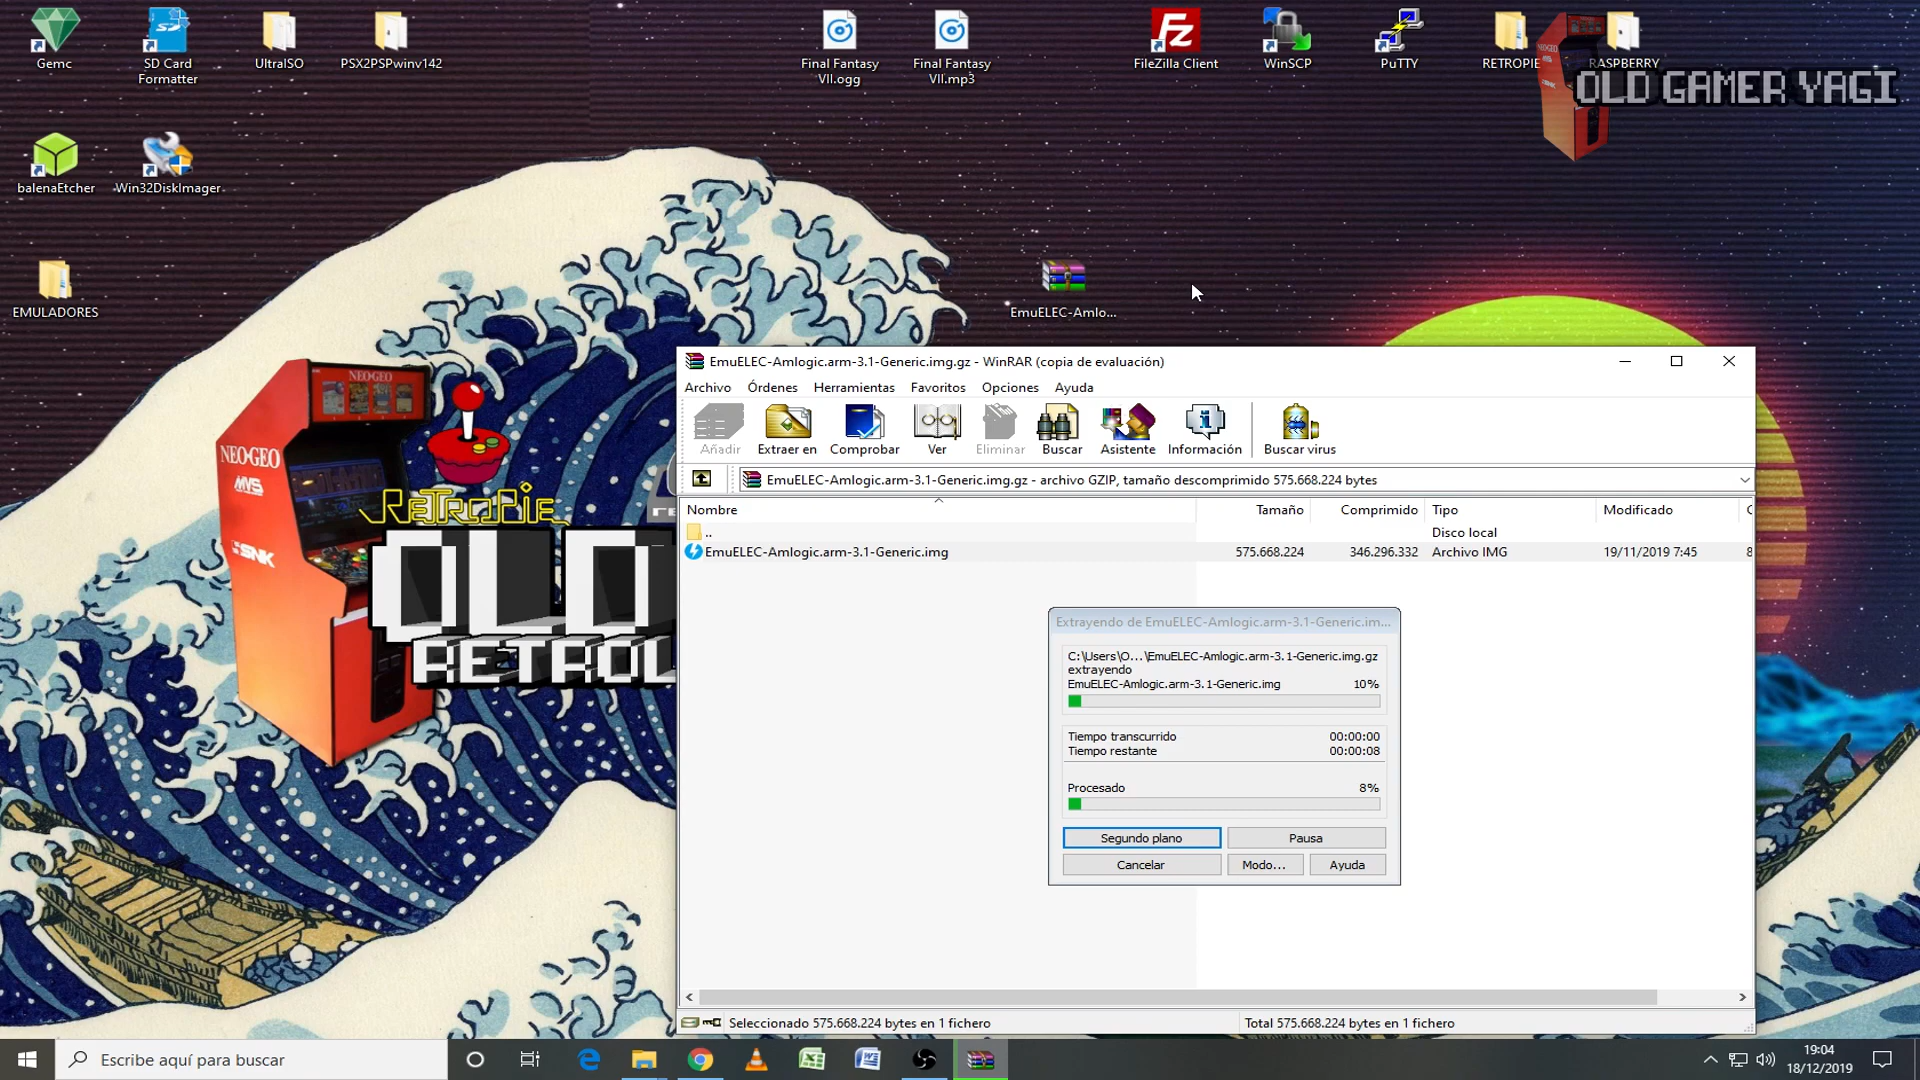 Gemc
SD Card
Formatter
UltraISO
PSX2PSPwinv142
Final Fantasy
VII.ogg
Final Fantasy
VII.mp3
FileZilla Client
WinSCP
PuTTY
RETROPIE
RASPBERRY
OLD GAMER YAGI
balenaEtcher
Win32DiskImager
EMULADORES
EmuELEC-Amlo...
NEO-GEO
NEO-GEO
MVS
SNK
RETROPIE
OLD
RETROL
EmuELEC-Amlogic.arm-3.1-Generic.img.gz - WinRAR (copia de evaluación)
Archivo Órdenes Herramientas Favoritos Opciones Ayuda
Añadir Extraer en Comprobar Ver Eliminar Buscar Asistente Información Buscar virus
EmuELEC-Amlogic.arm-3.1-Generic.img.gz - archivo GZIP, tamaño descomprimido 575.668.224 bytes
Nombre Tamaño Comprimido Tipo Modificado
.. Disco local
EmuELEC-Amlogic.arm-3.1-Generic.img 575.668.224 346.296.332 Archivo IMG 19/11/2019 7:45 8
Extrayendo de EmuELEC-Amlogic.arm-3.1-Generic.im...
C:\Users\O...\EmuELEC-Amlogic.arm-3.1-Generic.img.gz
extrayendo
EmuELEC-Amlogic.arm-3.1-Generic.img 10%
Tiempo transcurrido 00:00:00
Tiempo restante 00:00:08
Procesado 8%
Segundo plano Pausa
Cancelar Modo... Ayuda
Seleccionado 575.668.224 bytes en 1 fichero Total 575.668.224 bytes en 1 fichero
Escribe aquí para buscar
19:04
18/12/2019